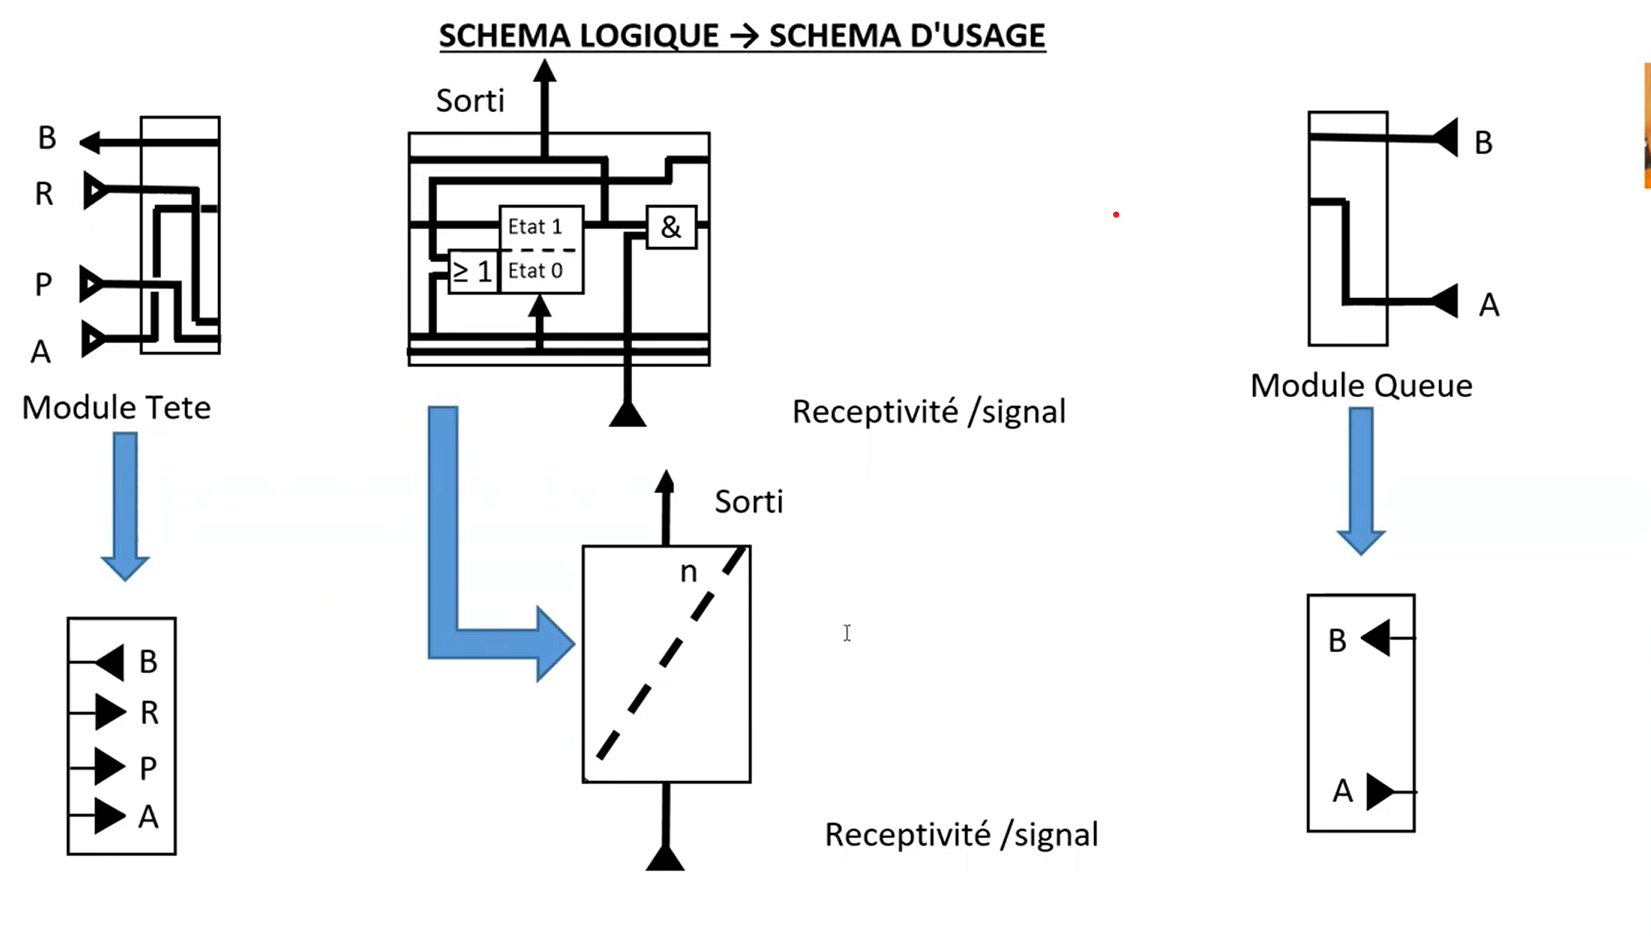 SCHEMA LOGIQUE → SCHEMA D'USAGE
Sorti
B
R
P
A
Module Tete
Etat 1
Etat 0
≥ 1
&
Receptivité /signal
B
A
Module Queue
B
R
P
A
Sorti
n
Receptivité /signal
B
A